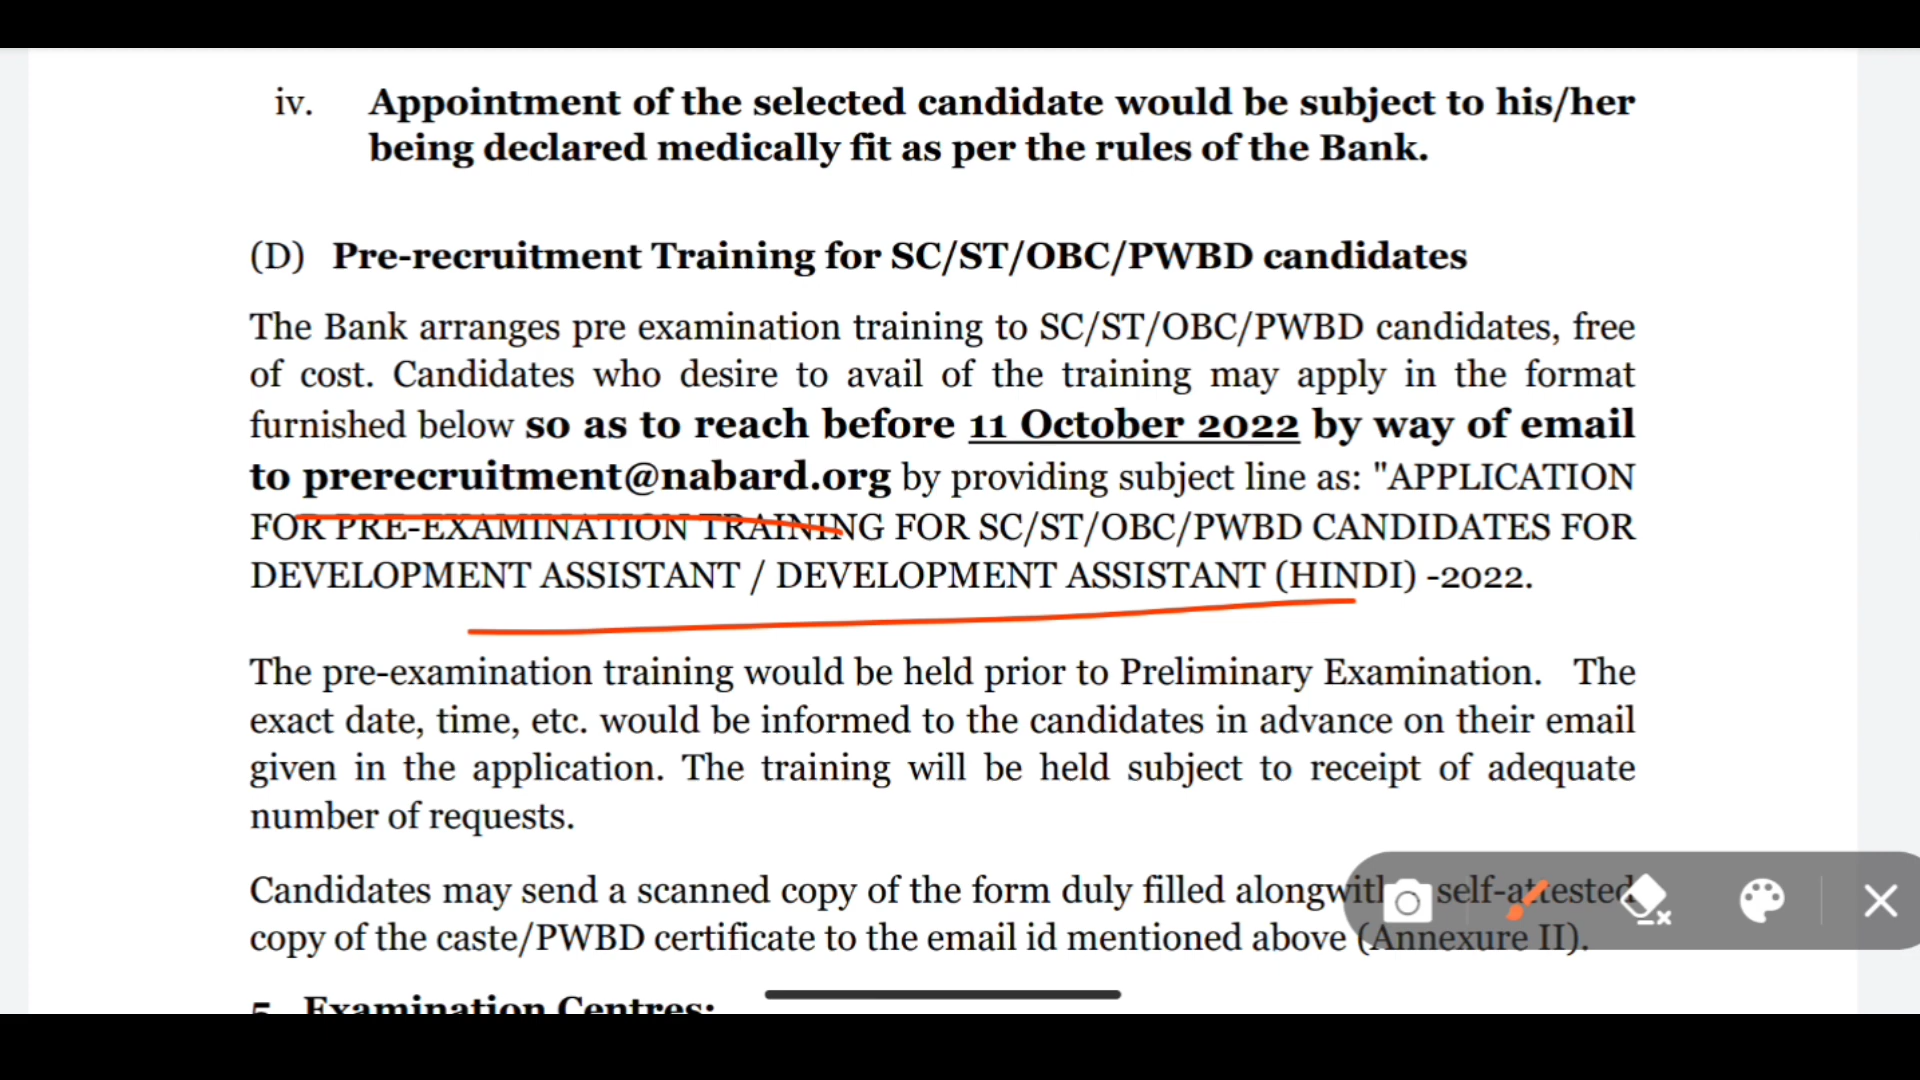 iv. Appointment of the selected candidate would be subject to his/her
being declared medically fit as per the rules of the Bank.
(D) Pre-recruitment Training for SC/ST/OBC/PWBD candidates
The Bank arranges pre examination training to SC/ST/OBC/PWBD candidates, free
of cost. Candidates who desire to avail of the training may apply in the format
furnished below so as to reach before 11 October 2022 by way of email
to prerecruitment@nabard.org by providing subject line as: "APPLICATION
FOR PRE-EXAMINATION TRAINING FOR SC/ST/OBC/PWBD CANDIDATES FOR
DEVELOPMENT ASSISTANT / DEVELOPMENT ASSISTANT (HINDI) -2022.
The pre-examination training would be held prior to Preliminary Examination. The
exact date, time, etc. would be informed to the candidates in advance on their email
given in the application. The training will be held subject to receipt of adequate
number of requests.
Candidates may send a scanned copy of the form duly filled alongwith self-attested
copy of the caste/PWBD certificate to the email id mentioned above (Annexure II).
5 Examination Centres: